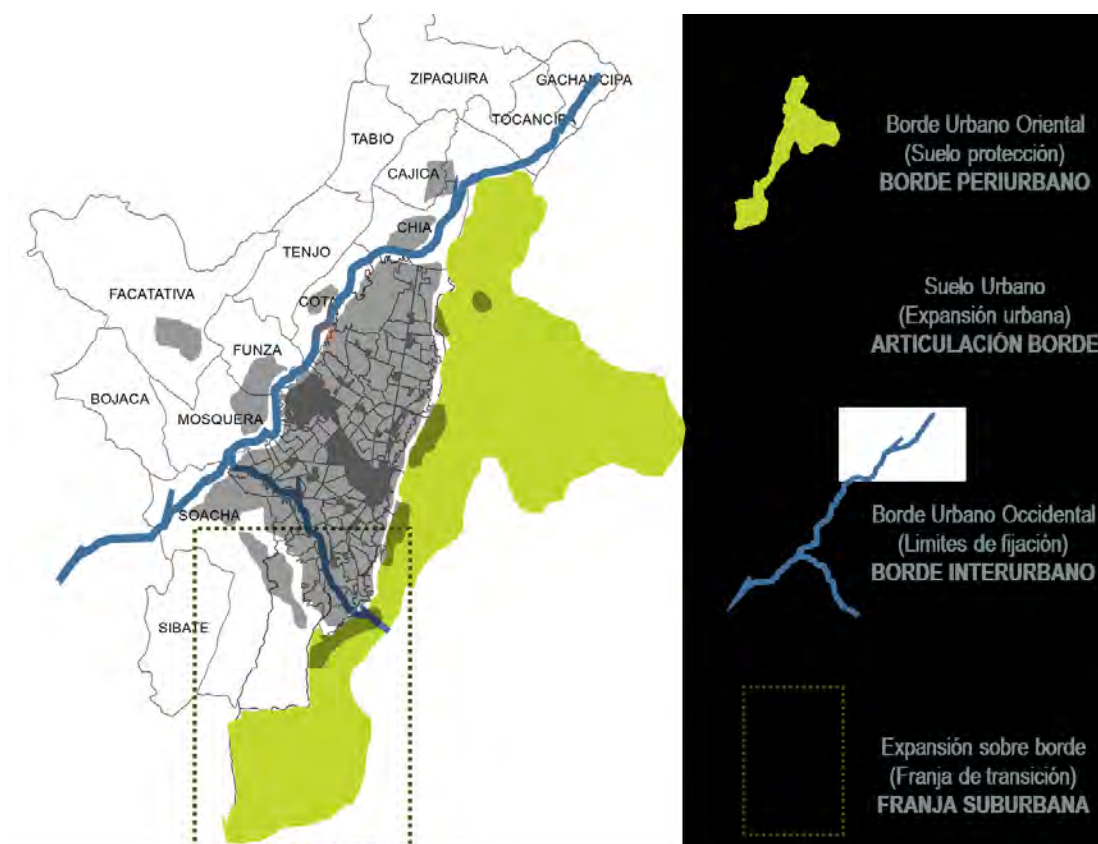 ZIPAQUIRA
GACHANCIPA
TOCANCIPA
TABIO
CAJICA
CHIA
TENJO
COTA
FACATATIVA
FUNZA
BOJACA
MOSQUERA
SOACHA
SIBATE
Borde Urbano Oriental
(Suelo protección)
BORDE PERIURBANO
Suelo Urbano
(Expansión urbana)
ARTICULACIÓN BORDE
Borde Urbano Occidental
(Limites de fijación)
BORDE INTERURBANO
Expansión sobre borde
(Franja de transición)
FRANJA SUBURBANA